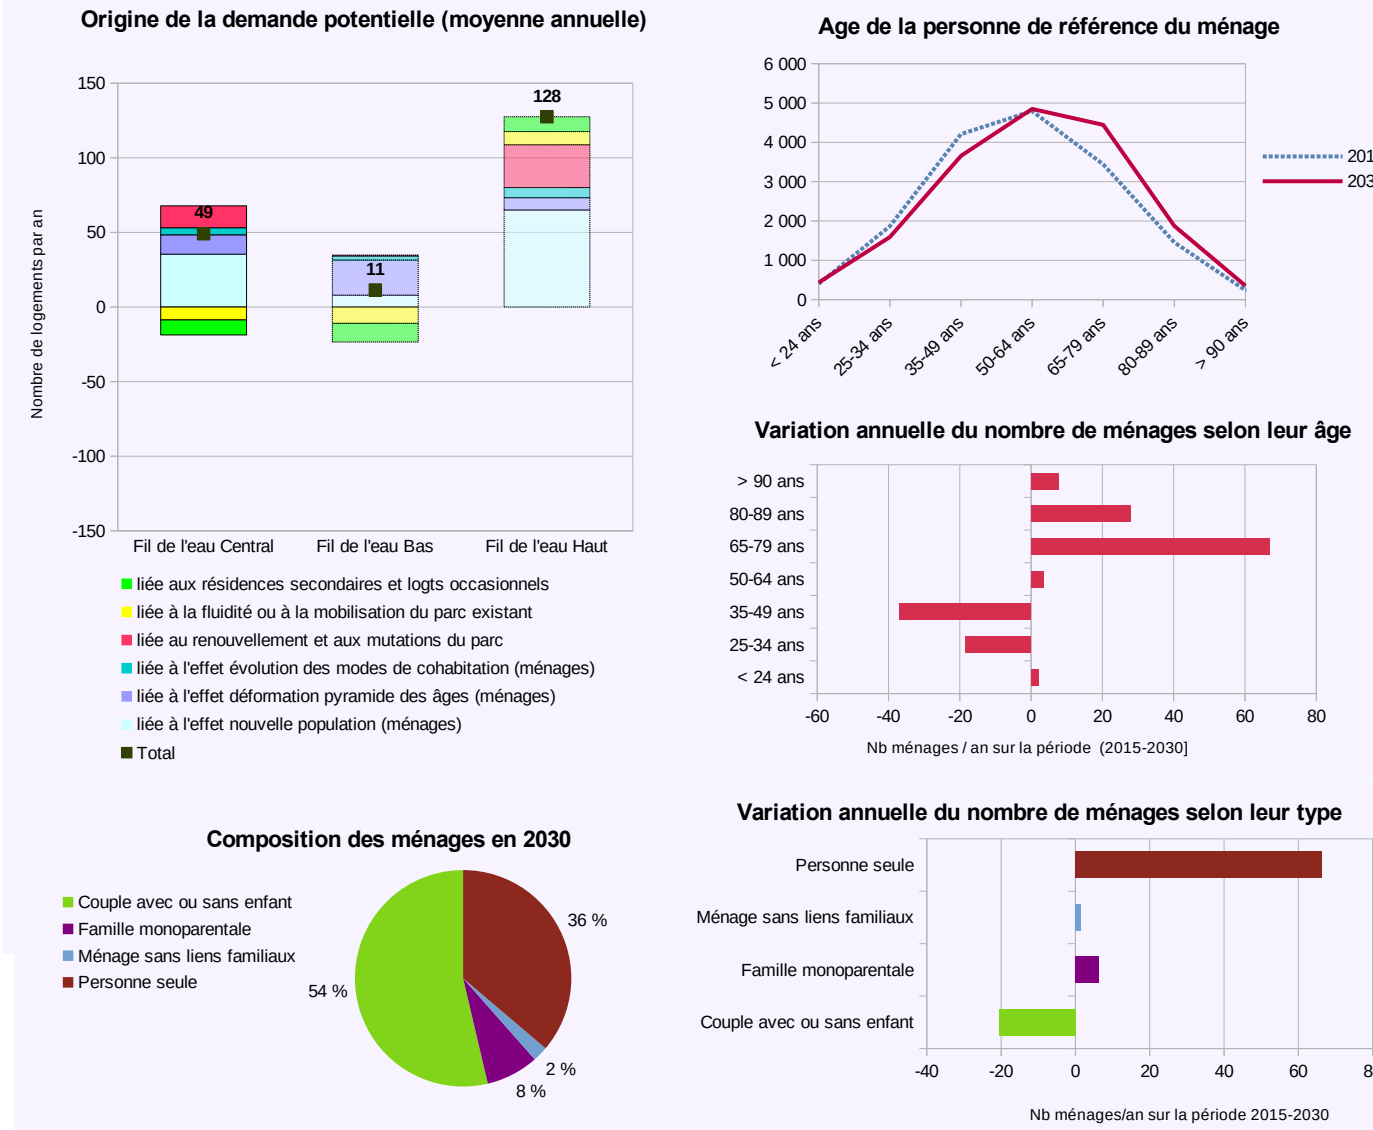 Origine de la demande potentielle (moyenne annuelle)
Nombre de logements par an
150
100
50
0
-50
-100
-150
49
11
128
Fil de l'eau Central
Fil de l'eau Bas
Fil de l'eau Haut
liée aux résidences secondaires et logts occasionnels
liée à la fluidité ou à la mobilisation du parc existant
liée au renouvellement et aux mutations du parc
liée à l'effet évolution des modes de cohabitation (ménages)
liée à l'effet déformation pyramide des âges (ménages)
liée à l'effet nouvelle population (ménages)
Total
Age de la personne de référence du ménage
6 000
5 000
4 000
3 000
2 000
1 000
0
< 24 ans
25-34 ans
35-49 ans
50-64 ans
65-79 ans
80-89 ans
> 90 ans
201
203
Variation annuelle du nombre de ménages selon leur âge
> 90 ans
80-89 ans
65-79 ans
50-64 ans
35-49 ans
25-34 ans
< 24 ans
-60 -40 -20 0 20 40 60 80
Nb ménages / an sur la période (2015-2030]
Composition des ménages en 2030
Couple avec ou sans enfant
Famille monoparentale
Ménage sans liens familiaux
Personne seule
36 %
54 %
2 %
8 %
Variation annuelle du nombre de ménages selon leur type
Personne seule
Ménage sans liens familiaux
Famille monoparentale
Couple avec ou sans enfant
-40 -20 0 20 40 60 8
Nb ménages/an sur la période 2015-2030